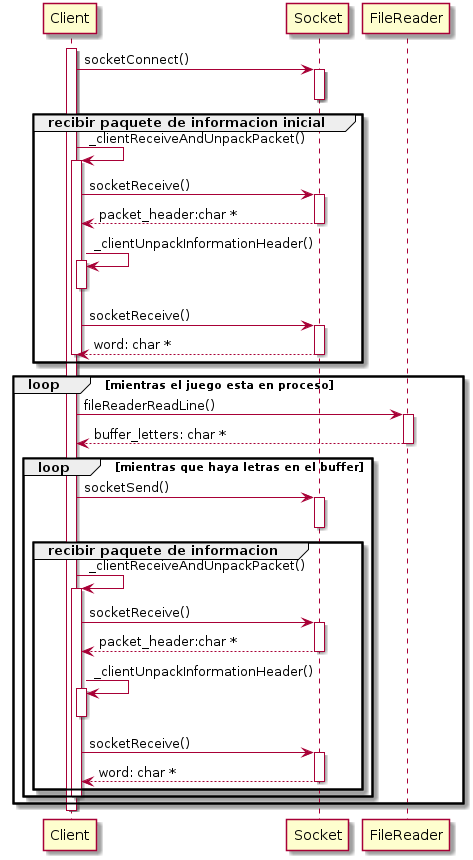 Client Socket FileReader
socketConnect()
recibir paquete de informacion inicial
_clientReceiveAndUnpackPacket()
socketReceive()
packet_header:char *
_clientUnpackInformationHeader()
socketReceive()
word: char *
loop [mientras el juego esta en proceso]
fileReaderReadLine()
buffer_letters: char *
loop [mientras que haya letras en el buffer]
socketSend()
recibir paquete de informacion
_clientReceiveAndUnpackPacket()
socketReceive()
packet_header:char *
_clientUnpackInformationHeader()
socketReceive()
word: char *
Client Socket FileReader